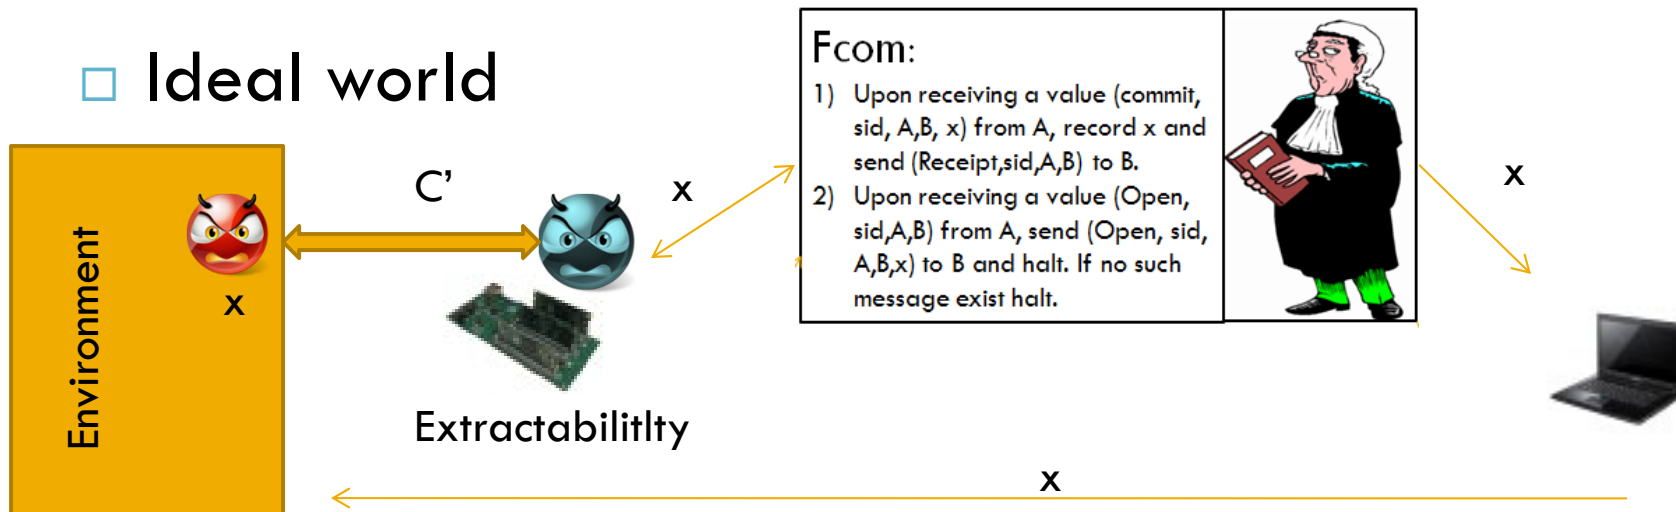 Ideal world
Fcom:
1) Upon receiving a value (commit,
sid, A,B, x) from A, record x and
send (Receipt,sid,A,B) to B.
2) Upon receiving a value (Open,
sid,A,B) from A, send (Open, sid,
A,B,x) to B and halt. If no such
message exist halt.
Environment
x
C’
x
x
Extractabilitlty
x